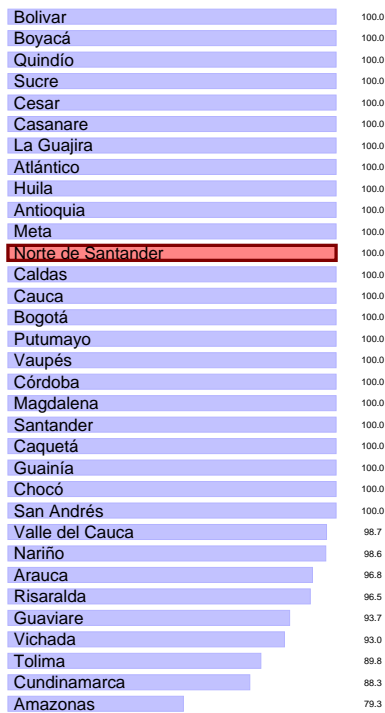 Bolivar 100.0
Boyacá 100.0
Quindío 100.0
Sucre 100.0
Cesar 100.0
Casanare 100.0
La Guajira 100.0
Atlántico 100.0
Huila 100.0
Antioquia 100.0
Meta 100.0
Norte de Santander 100.0
Caldas 100.0
Cauca 100.0
Bogotá 100.0
Putumayo 100.0
Vaupés 100.0
Córdoba 100.0
Magdalena 100.0
Santander 100.0
Caquetá 100.0
Guainía 100.0
Chocó 100.0
San Andrés 100.0
Valle del Cauca 98.7
Nariño 98.6
Arauca 96.8
Risaralda 96.5
Guaviare 93.7
Vichada 93.0
Tolima 89.8
Cundinamarca 88.3
Amazonas 79.3